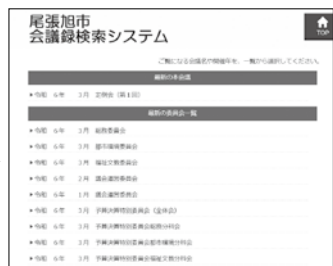 尾張旭市
会議録検索システム
TOP
ご覧になる会議名や開催年を、一覧から選択してください。
最新の本会議
令和　6年　3月　定例会（第1回）
最新の委員会一覧
令和　6年　3月　総務委員会
令和　6年　3月　都市環境委員会
令和　6年　3月　福祉文教委員会
令和　6年　2月　議会運営委員会
令和　6年　1月　議会運営委員会
令和　6年　3月　予算決算特別委員会（全体会）
令和　6年　3月　予算決算特別委員会総務分科会
令和　6年　3月　予算決算特別委員会都市環境分科会
令和　6年　3月　予算決算特別委員会福祉文教分科会